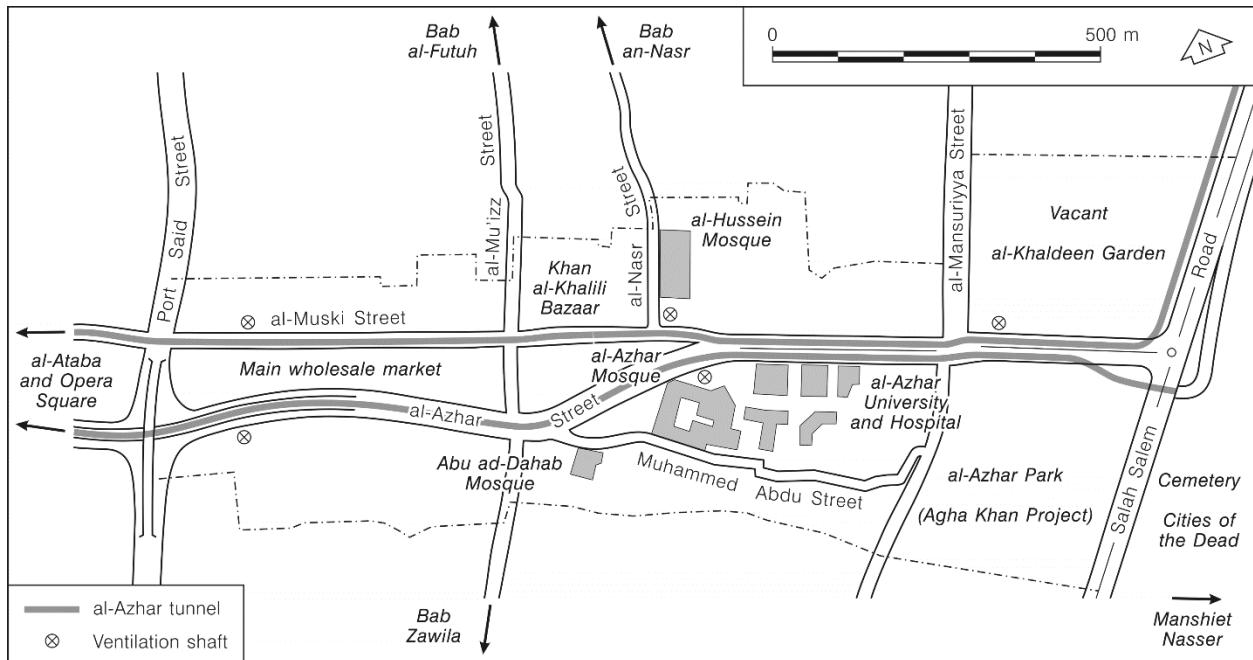 Bab
al-Futuh
Bab
an-Nasr
0
500 m
N
Port Said Street
al-Mu'izz Street
al-Nasr Street
al-Hussein
Mosque
al-Mansuriyya Street
Vacant
al-Khaldeen Garden
Khan
al-Khalili
Bazaar
al-Muski Street
al-Ataba
and Opera
Square
Main wholesale market
al-Azhar
Mosque
al-Azhar Street
al-Azhar
University
and Hospital
Abu ad-Dahab
Mosque
Muhammed Abdu Street
al-Azhar Park
(Agha Khan Project)
Salah Salem Road
Cemetery
Cities of
the Dead
Manshiet
Nasser
Bab
Zawila
al-Azhar tunnel
Ventilation shaft